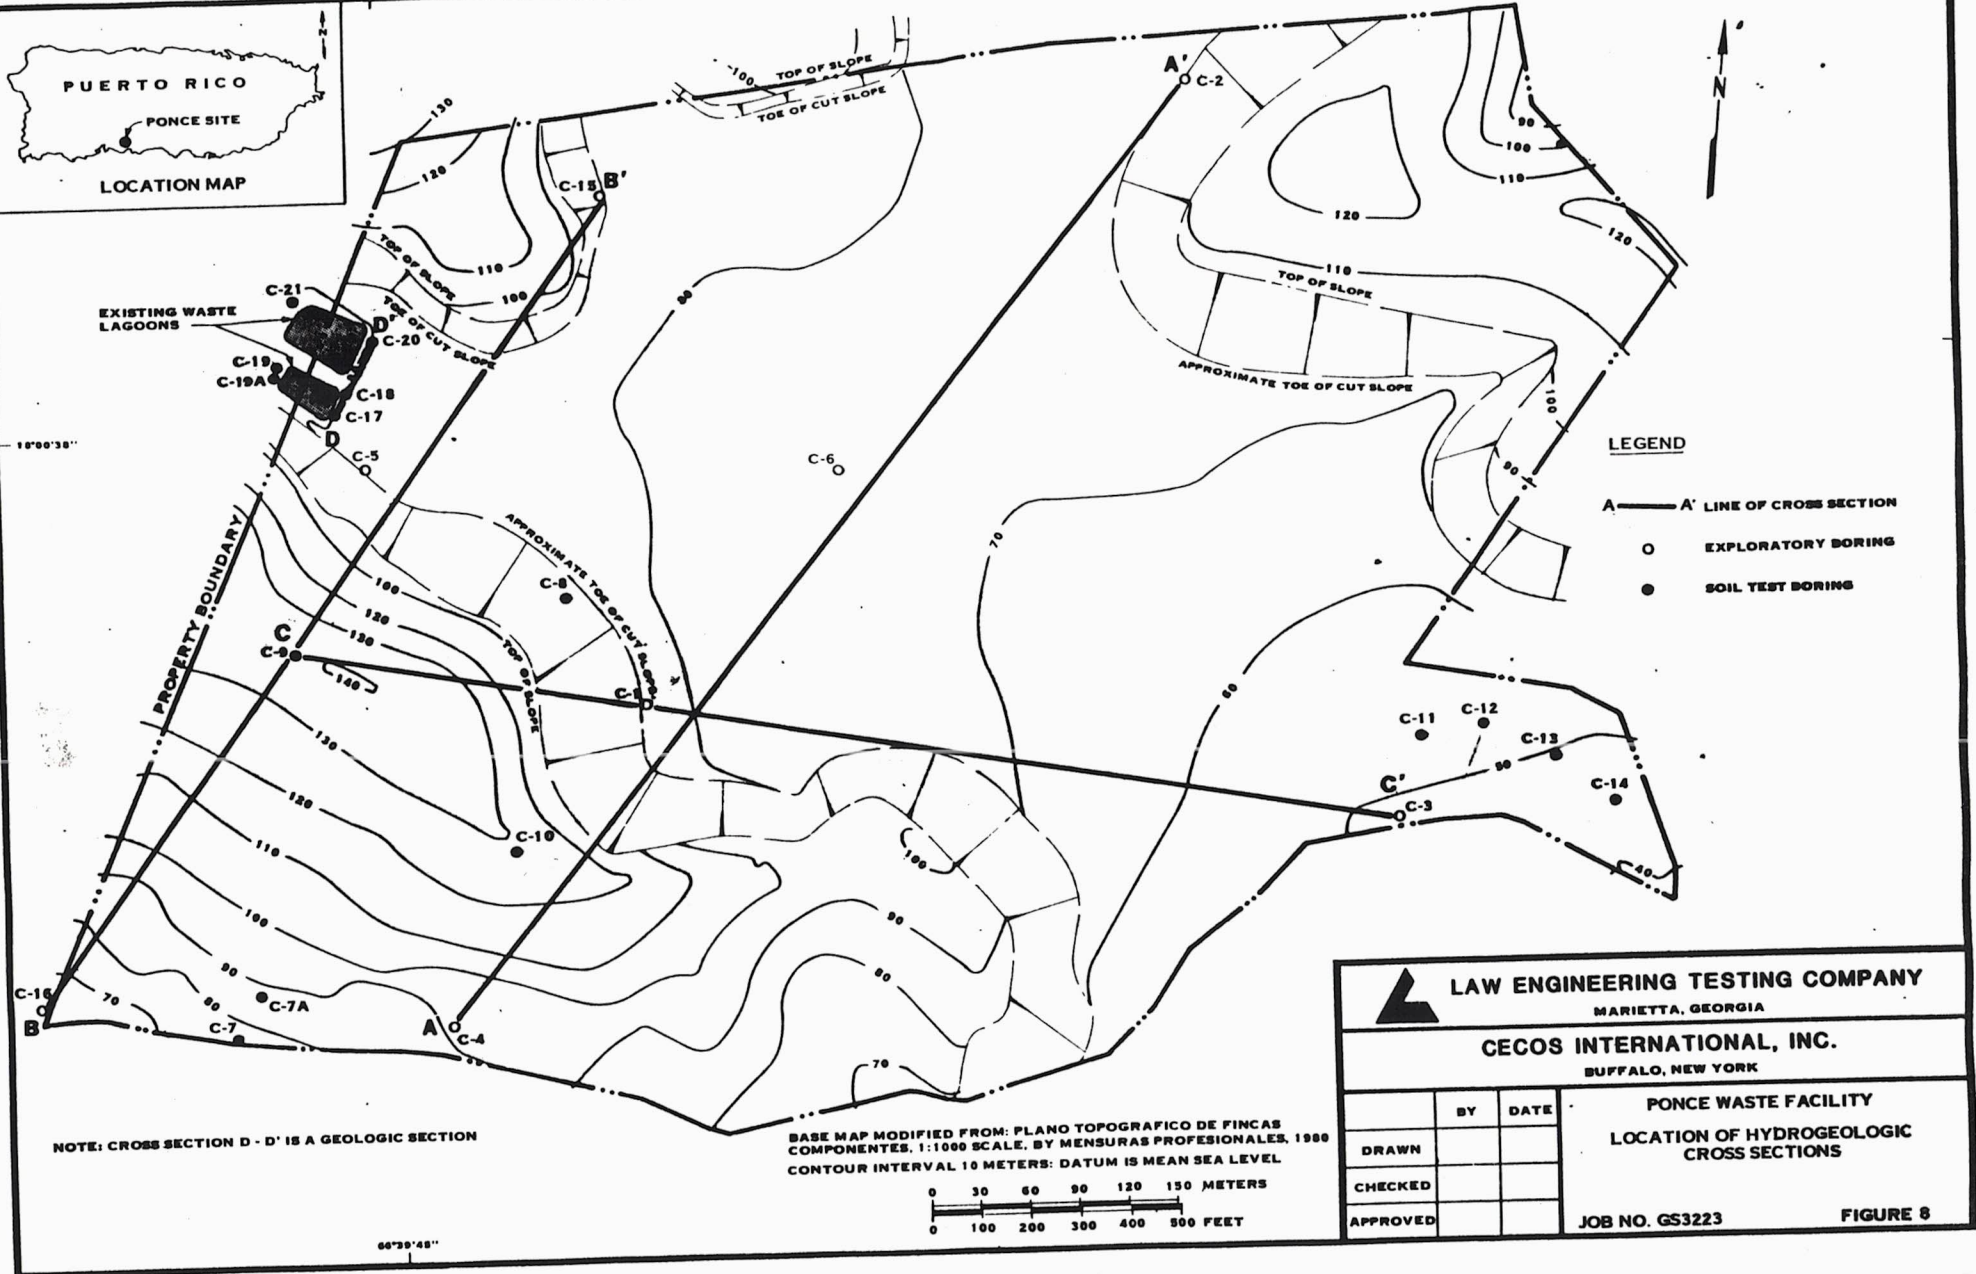 N
PUERTO RICO
PONCE SITE
LOCATION MAP
130
120
110
100
TOP OF SLOPE
TOE OF CUT SLOPE
C-15
B'
100
TOP OF SLOPE
TOE OF CUT SLOPE
A'
C-2
90
100
110
120
120
110
TOP OF SLOPE
APPROXIMATE TOE OF CUT SLOPE
100
90
N
C-21
EXISTING WASTE
LAGOONS
D'
C-20
C-19
C-19A
C-18
C-17
D
18°00'38"
C-5
80
C-6
70
60
LEGEND
A
A' LINE OF CROSS SECTION
EXPLORATORY BORING
SOIL TEST BORING
PROPERTY BOUNDARY
APPROXIMATE TOE OF CUT SLOPE
C-8
100
120
130
TOP OF SLOPE
C
C-9
140
C-1
130
120
110
100
90
80
70
C-10
100
90
80
70
C-11
C-12
C-13
50
C-14
C'
C-3
40
C-16
B
C-7A
C-7
A
C-4
NOTE: CROSS SECTION D - D' IS A GEOLOGIC SECTION
BASE MAP MODIFIED FROM: PLANO TOPOGRAFICO DE FINCAS
COMPONENTES, 1:1000 SCALE, BY MENSURAS PROFESIONALES, 1980
CONTOUR INTERVAL 10 METERS: DATUM IS MEAN SEA LEVEL
0 30 60 90 120 150 METERS
0 100 200 300 400 500 FEET
66°39'48"
LAW ENGINEERING TESTING COMPANY
MARIETTA, GEORGIA
CECOS INTERNATIONAL, INC.
BUFFALO, NEW YORK
BY DATE
DRAWN
CHECKED
APPROVED
PONCE WASTE FACILITY
LOCATION OF HYDROGEOLOGIC
CROSS SECTIONS
JOB NO. GS3223
FIGURE 8